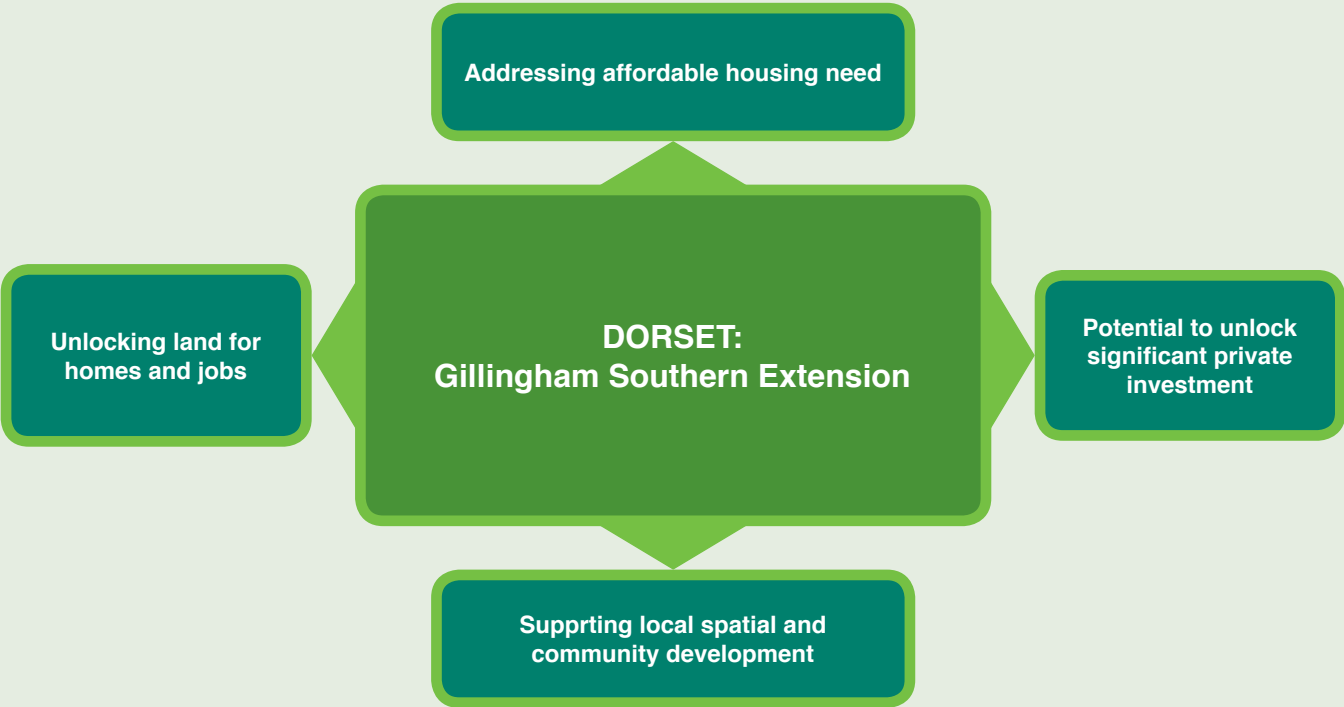 Addressing affordable housing need
Unlocking land for
homes and jobs
DORSET:
Gillingham Southern Extension
Potential to unlock
significant private
investment
Supprting local spatial and
community development